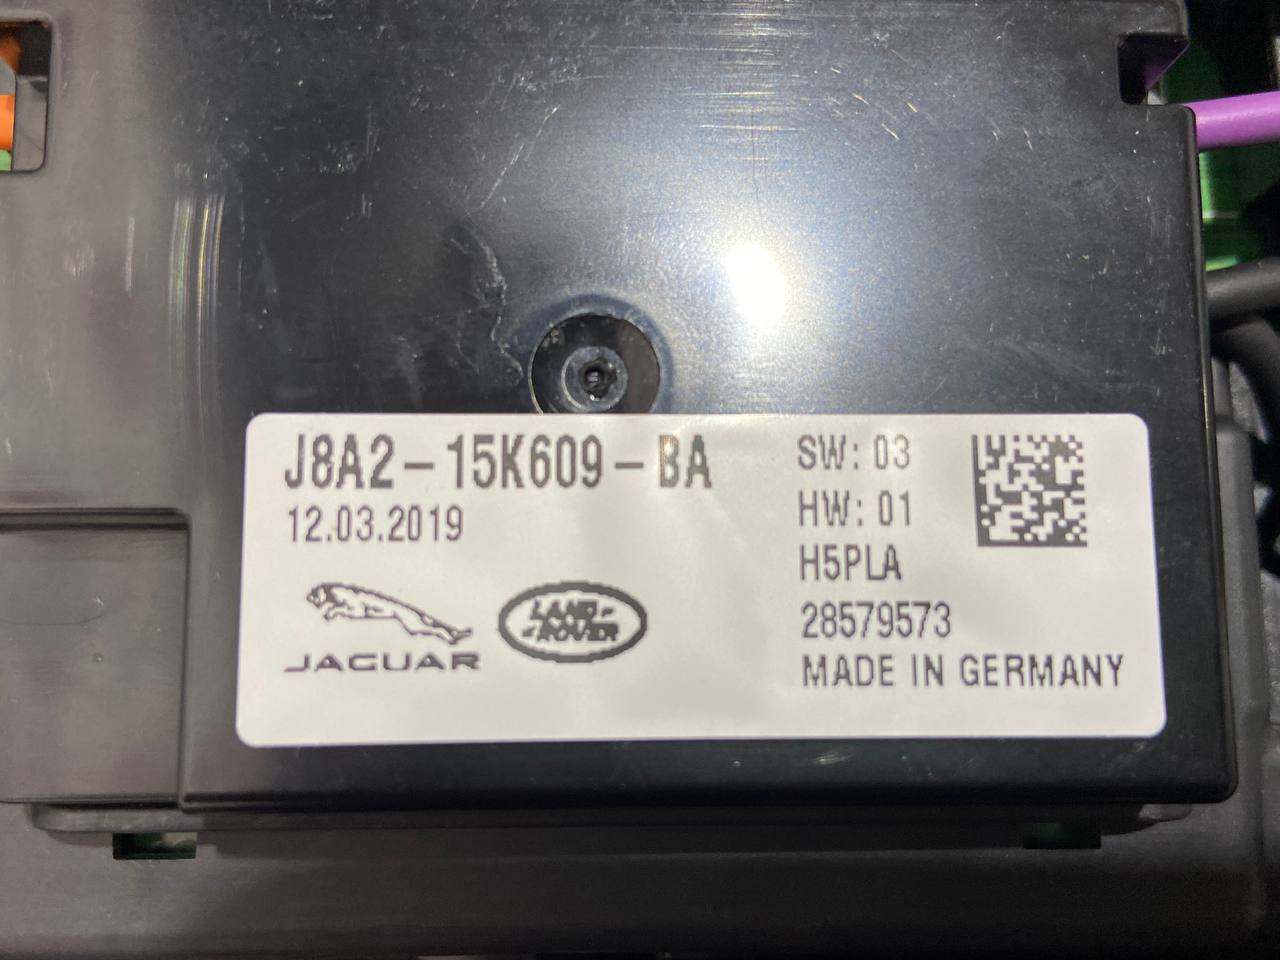 J8A2-15K609-BA
12.03.2019
JAGUAR
LAND ROVER
SW: 03
HW: 01
H5PLA
28579573
MADE IN GERMANY